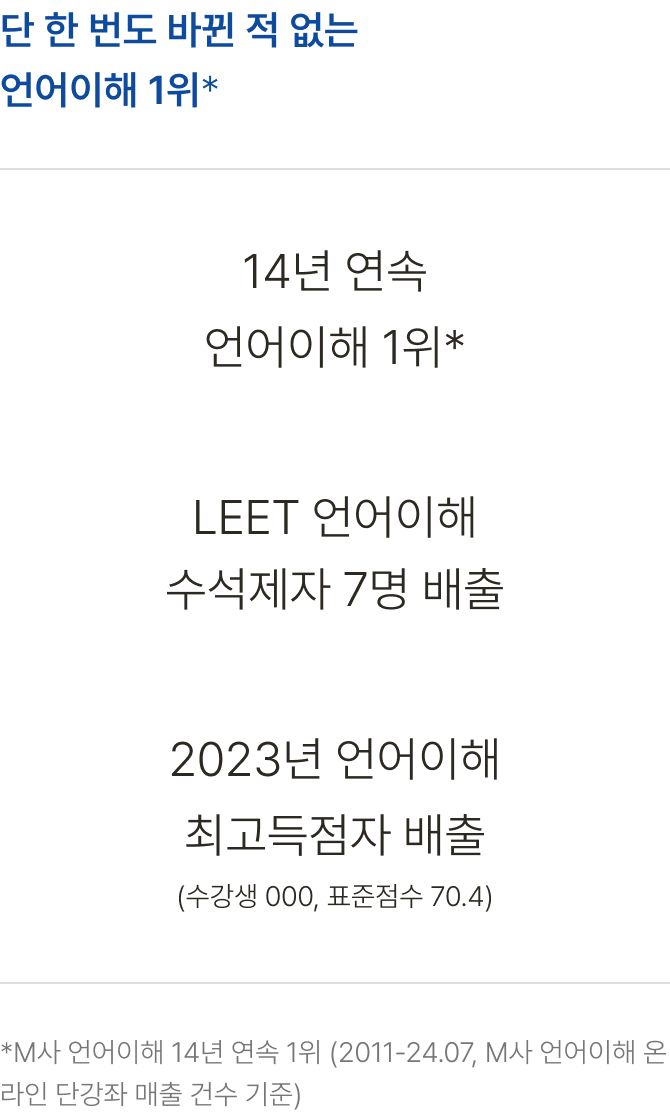 단 한 번도 바뀐 적 없는
언어이해 1위*
14년 연속
언어이해 1위*
LEET 언어이해
수석제자 7명 배출
2023년 언어이해
최고득점자 배출
(수강생 000, 표준점수 70.4)
*M사 언어이해 14년 연속 1위 (2011-24.07, M사 언어이해 온
라인 단강좌 매출 건수 기준)